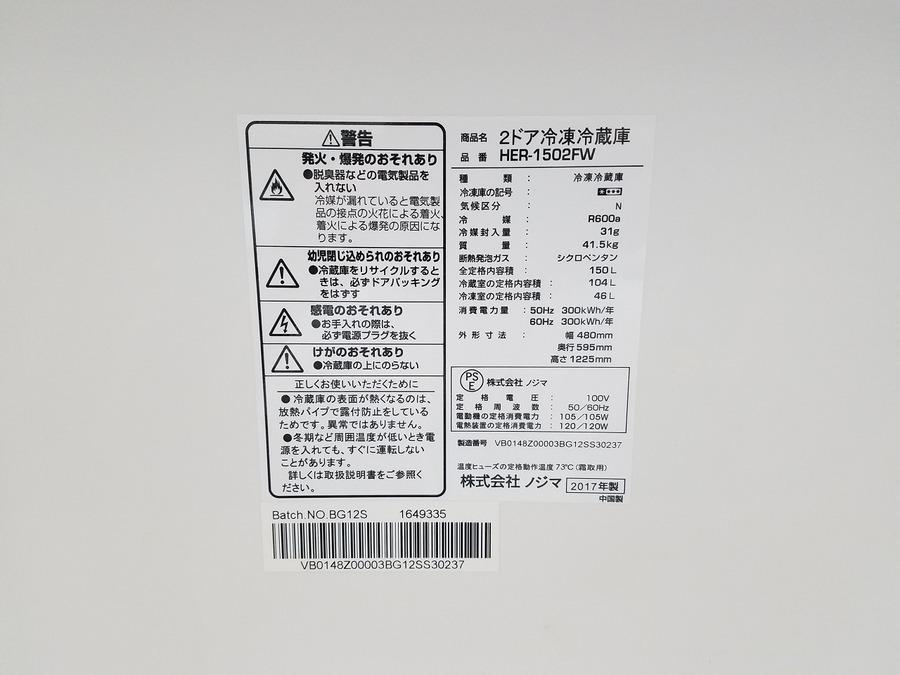 ⚠警告
発火・爆発のおそれあり
●脱臭器などの電気製品を
入れない
冷媒が漏れていると電気製
品の接点の火花による着火、
着火による爆発の原因にな
ります。
幼児閉じ込められのおそれあり
●冷蔵庫をリサイクルすると
きは、必ずドアパッキング
をはずす
感電のおそれあり
●お手入れの際は、
必ず電源プラグを抜く
けがのおそれあり
●冷蔵庫の上にのらない
正しくお使いいただくために
●冷蔵庫の表面が熱くなるのは、
放熱パイプで露付防止をしている
ためです。異常ではありません。
●冬期など周囲温度が低いとき電
源を入れても、すぐに運転しない
ことがあります。
詳しくは取扱説明書をご参照く
ださい。
商品名 2ドア冷凍冷蔵庫
品番 HER-1502FW
種類 : 冷凍冷蔵庫
冷凍庫の記号 :
気候区分 : N
冷媒 : R600a
冷媒封入量 : 31g
質量 : 41.5kg
断熱発泡ガス : シクロペンタン
全定格内容積 : 150L
冷蔵室の定格内容積 : 104L
冷凍室の定格内容積 : 46L
消費電力量 : 50Hz 300kWh/年
60Hz 300kWh/年
外形寸法 : 幅 480mm
奥行 595mm
高さ 1225mm
PSE 株式会社 ノジマ
定格電圧 : 100V
定格周波数 : 50/60Hz
電動機の定格消費電力 : 105/105W
電熱装置の定格消費電力 : 120/120W
製造番号 VB0148Z00003BG12SS30237
温度ヒューズの定格動作温度 73℃(霜取用)
株式会社 ノジマ 2017年製
中国製
Batch.NO.BG12S 1649335
VB0148Z00003BG12SS30237